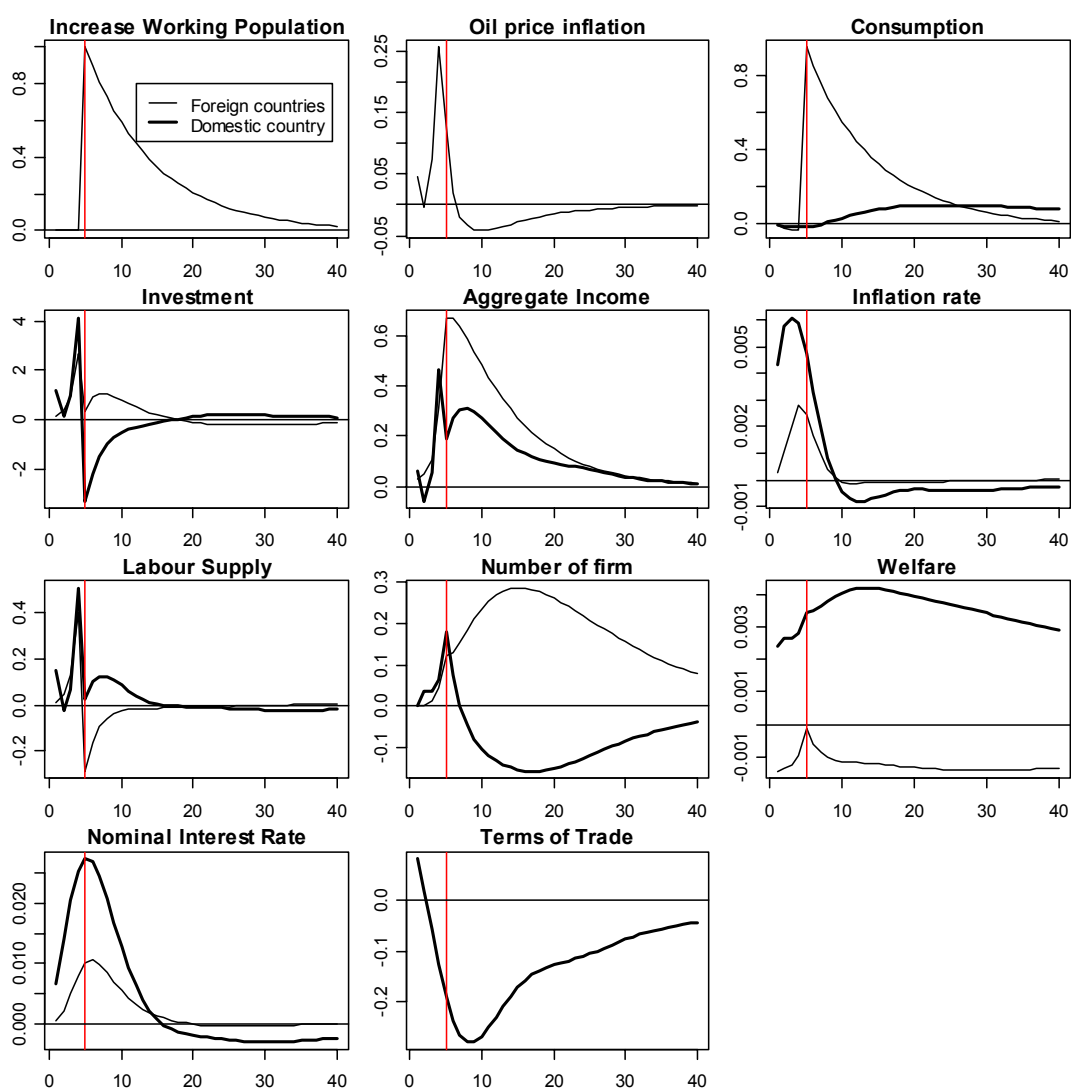 Increase Working Population
0.0 0.4 0.8
Foreign countries
Domestic country
0 10 20 30 40
Oil price inflation
-0.05 0.05 0.15 0.25
0 10 20 30 40
Consumption
0.0 0.4 0.8
0 10 20 30 40
Investment
-2 0 2 4
0 10 20 30 40
Aggregate Income
0.0 0.2 0.4 0.6
0 10 20 30 40
Inflation rate
-0.001 0.002 0.005
0 10 20 30 40
Labour Supply
-0.2 0.0 0.2 0.4
0 10 20 30 40
Number of firm
-0.1 0.0 0.1 0.2 0.3
0 10 20 30 40
Welfare
-0.001 0.001 0.003
0 10 20 30 40
Nominal Interest Rate
0.000 0.010 0.020
0 10 20 30 40
Terms of Trade
-0.2 -0.1 0.0
0 10 20 30 40